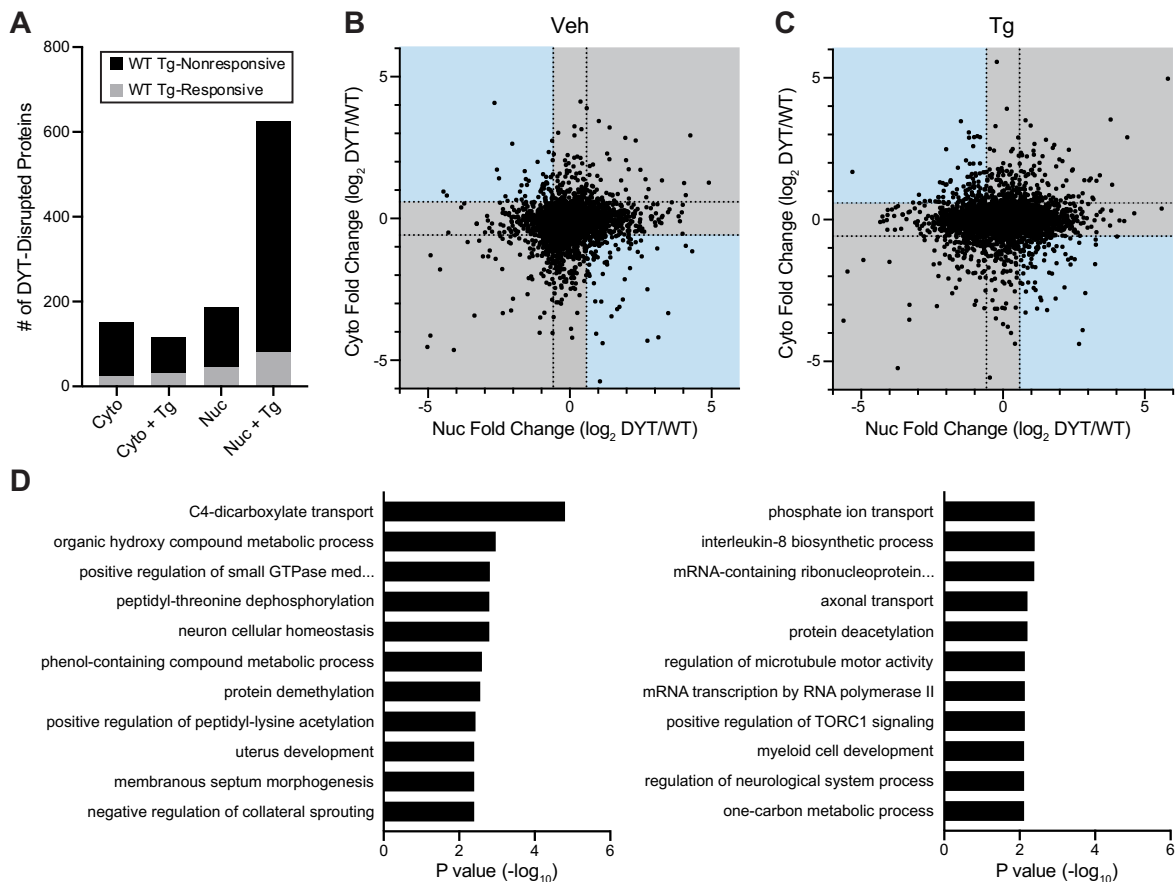 A
# of DYT-Disrupted Proteins
800
600
400
200
0
WT Tg-Nonresponsive
WT Tg-Responsive
Cyto
Cyto + Tg
Nuc
Nuc + Tg
B
Veh
Cyto Fold Change (log2 DYT/WT)
5
0
-5
-5 0 5
Nuc Fold Change (log2 DYT/WT)
C
Tg
Cyto Fold Change (log2 DYT/WT)
5
0
-5
-5 0 5
Nuc Fold Change (log2 DYT/WT)
D
C4-dicarboxylate transport
organic hydroxy compound metabolic process
positive regulation of small GTPase med...
peptidyl-threonine dephosphorylation
neuron cellular homeostasis
phenol-containing compound metabolic process
protein demethylation
positive regulation of peptidyl-lysine acetylation
uterus development
membranous septum morphogenesis
negative regulation of collateral sprouting
0 2 4 6
P value (-log10)
phosphate ion transport
interleukin-8 biosynthetic process
mRNA-containing ribonucleoprotein...
axonal transport
protein deacetylation
regulation of microtubule motor activity
mRNA transcription by RNA polymerase II
positive regulation of TORC1 signaling
myeloid cell development
regulation of neurological system process
one-carbon metabolic process
0 2 4 6
P value (-log10)